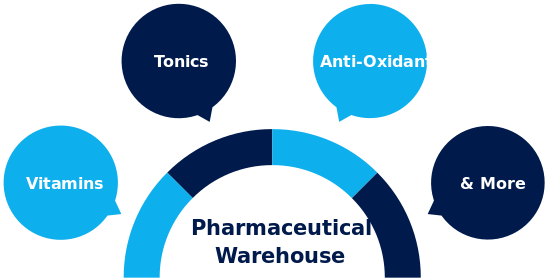 Tonics
Anti-Oxidant
Vitamins
& More
Pharmaceutical
Warehouse